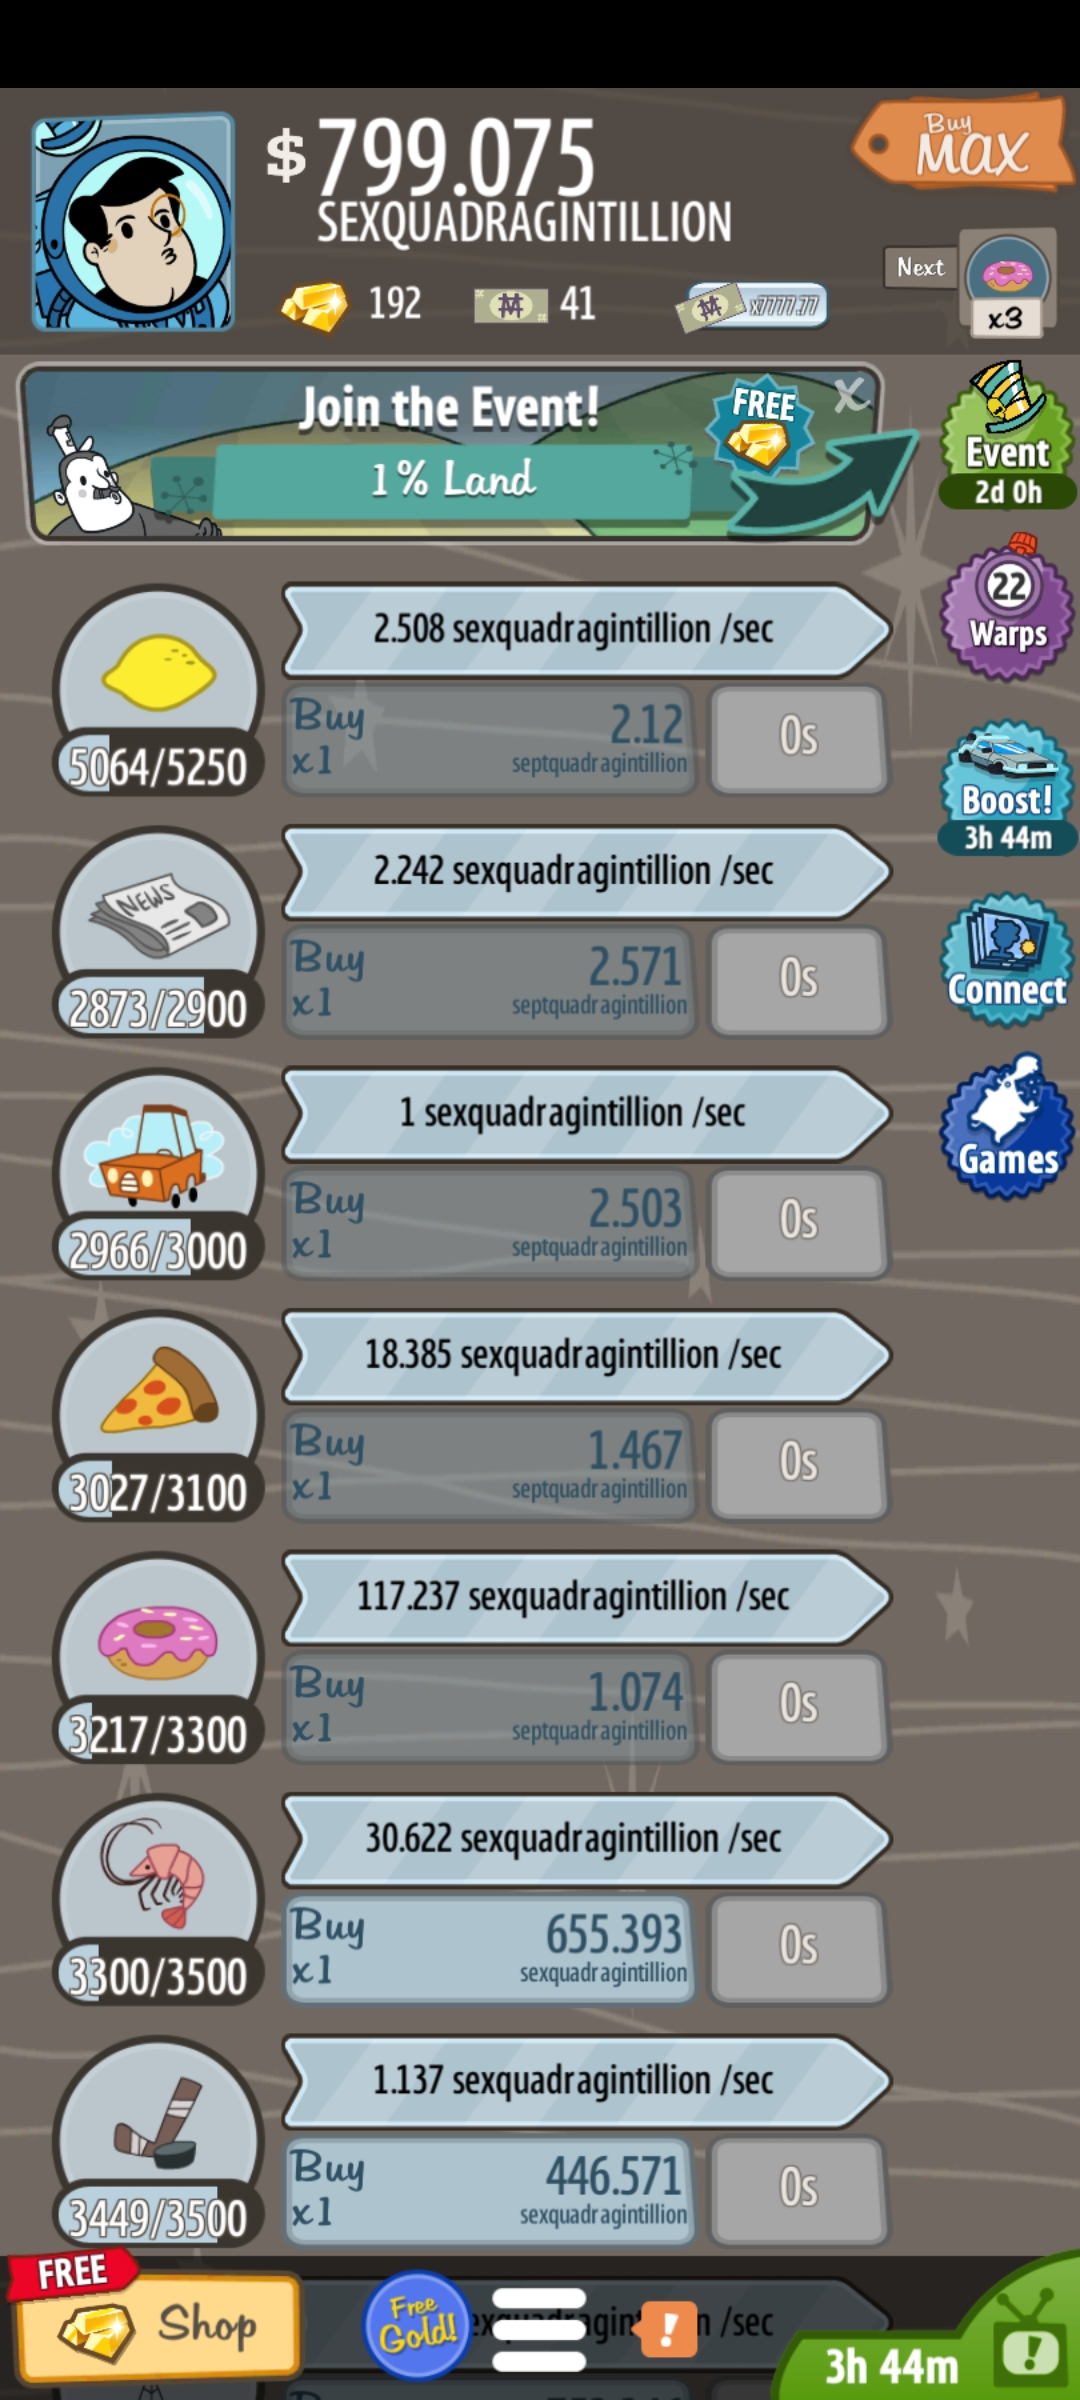 $799.075
SEXQUADRAGINTILLION
Buy
Max
192
41
x7777.77
Next
x3
Join the Event!
1% Land
FREE
X
Event
2d 0h
2.508 sexquadragintillion /sec
Buy
x1
2.12
septquadragintillion
0s
5064/5250
22
Warps
Boost!
3h 44m
NEWS
2.242 sexquadragintillion /sec
Buy
x1
2.571
septquadragintillion
0s
2873/2900
Connect
1 sexquadragintillion /sec
Buy
x1
2.503
septquadragintillion
0s
2966/3000
Games
18.385 sexquadragintillion /sec
Buy
x1
1.467
septquadragintillion
0s
3027/3100
117.237 sexquadragintillion /sec
Buy
x1
1.074
septquadragintillion
0s
3217/3300
30.622 sexquadragintillion /sec
Buy
x1
655.393
sexquadragintillion
0s
3300/3500
1.137 sexquadragintillion /sec
Buy
x1
446.571
sexquadragintillion
0s
3449/3500
FREE
Shop
Free
Gold!
!
/sec
3h 44m
!
Buy